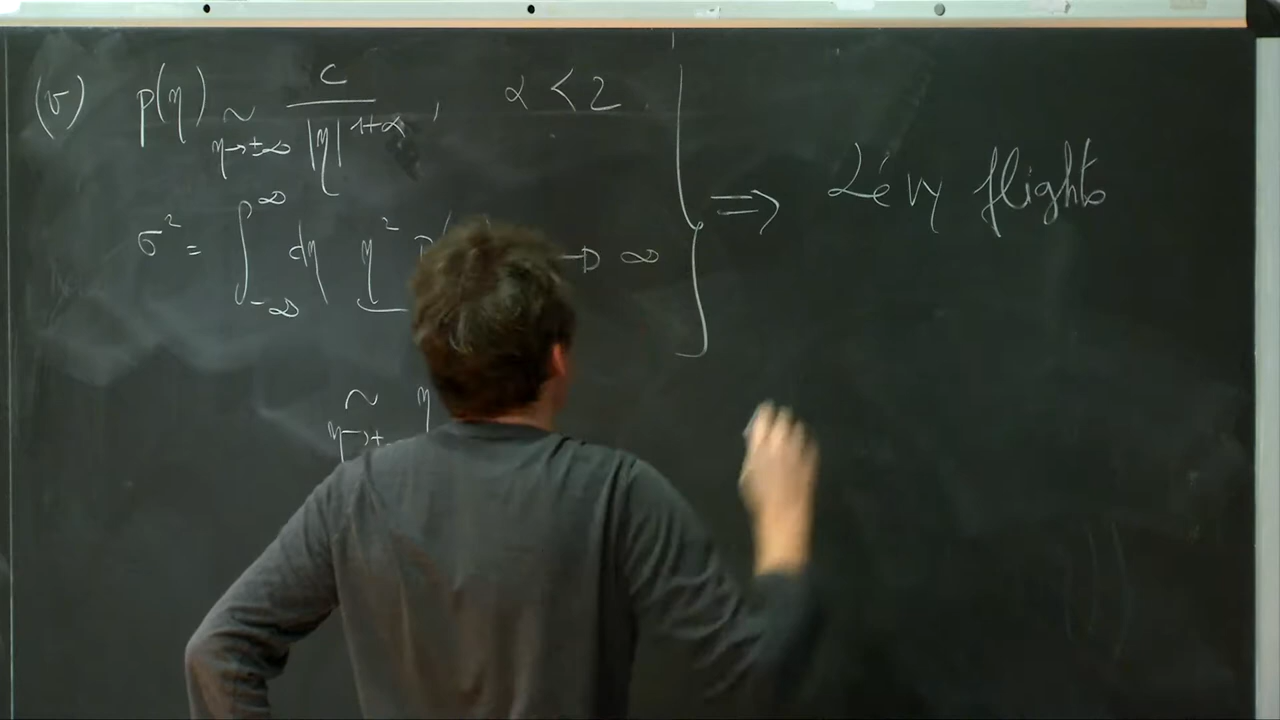 (v) p(η) ~ c / |η|^{1+α} , α < 2
η→±∞
σ² = ∫_{-∞}^{∞} dη η² p → ∞
⇒ Lévy flights
~ η
η→+